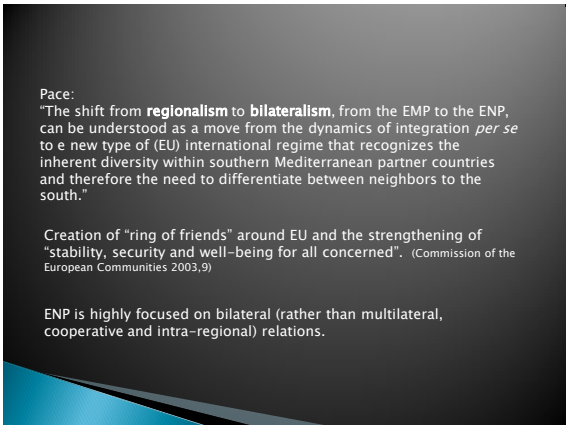 Pace:
“The shift from regionalism to bilateralism, from the EMP to the ENP,
can be understood as a move from the dynamics of integration per se
to e new type of (EU) international regime that recognizes the
inherent diversity within southern Mediterranean partner countries
and therefore the need to differentiate between neighbors to the
south.”
Creation of “ring of friends” around EU and the strengthening of
“stability, security and well-being for all concerned”. (Commission of the
European Communities 2003,9)
ENP is highly focused on bilateral (rather than multilateral,
cooperative and intra-regional) relations.